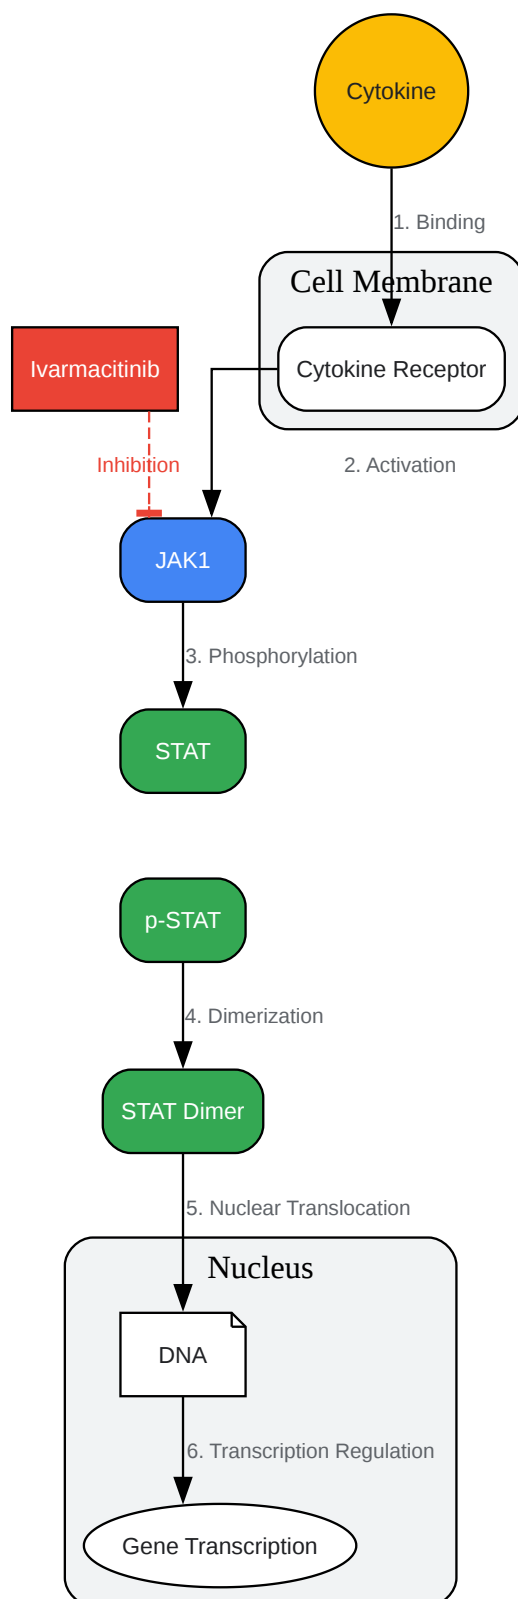 Cytokine
1. Binding
Cell Membrane
Ivarmacitinib
Cytokine Receptor
Inhibition
2. Activation
JAK1
3. Phosphorylation
STAT
p-STAT
4. Dimerization
STAT Dimer
5. Nuclear Translocation
Nucleus
DNA
6. Transcription Regulation
Gene Transcription